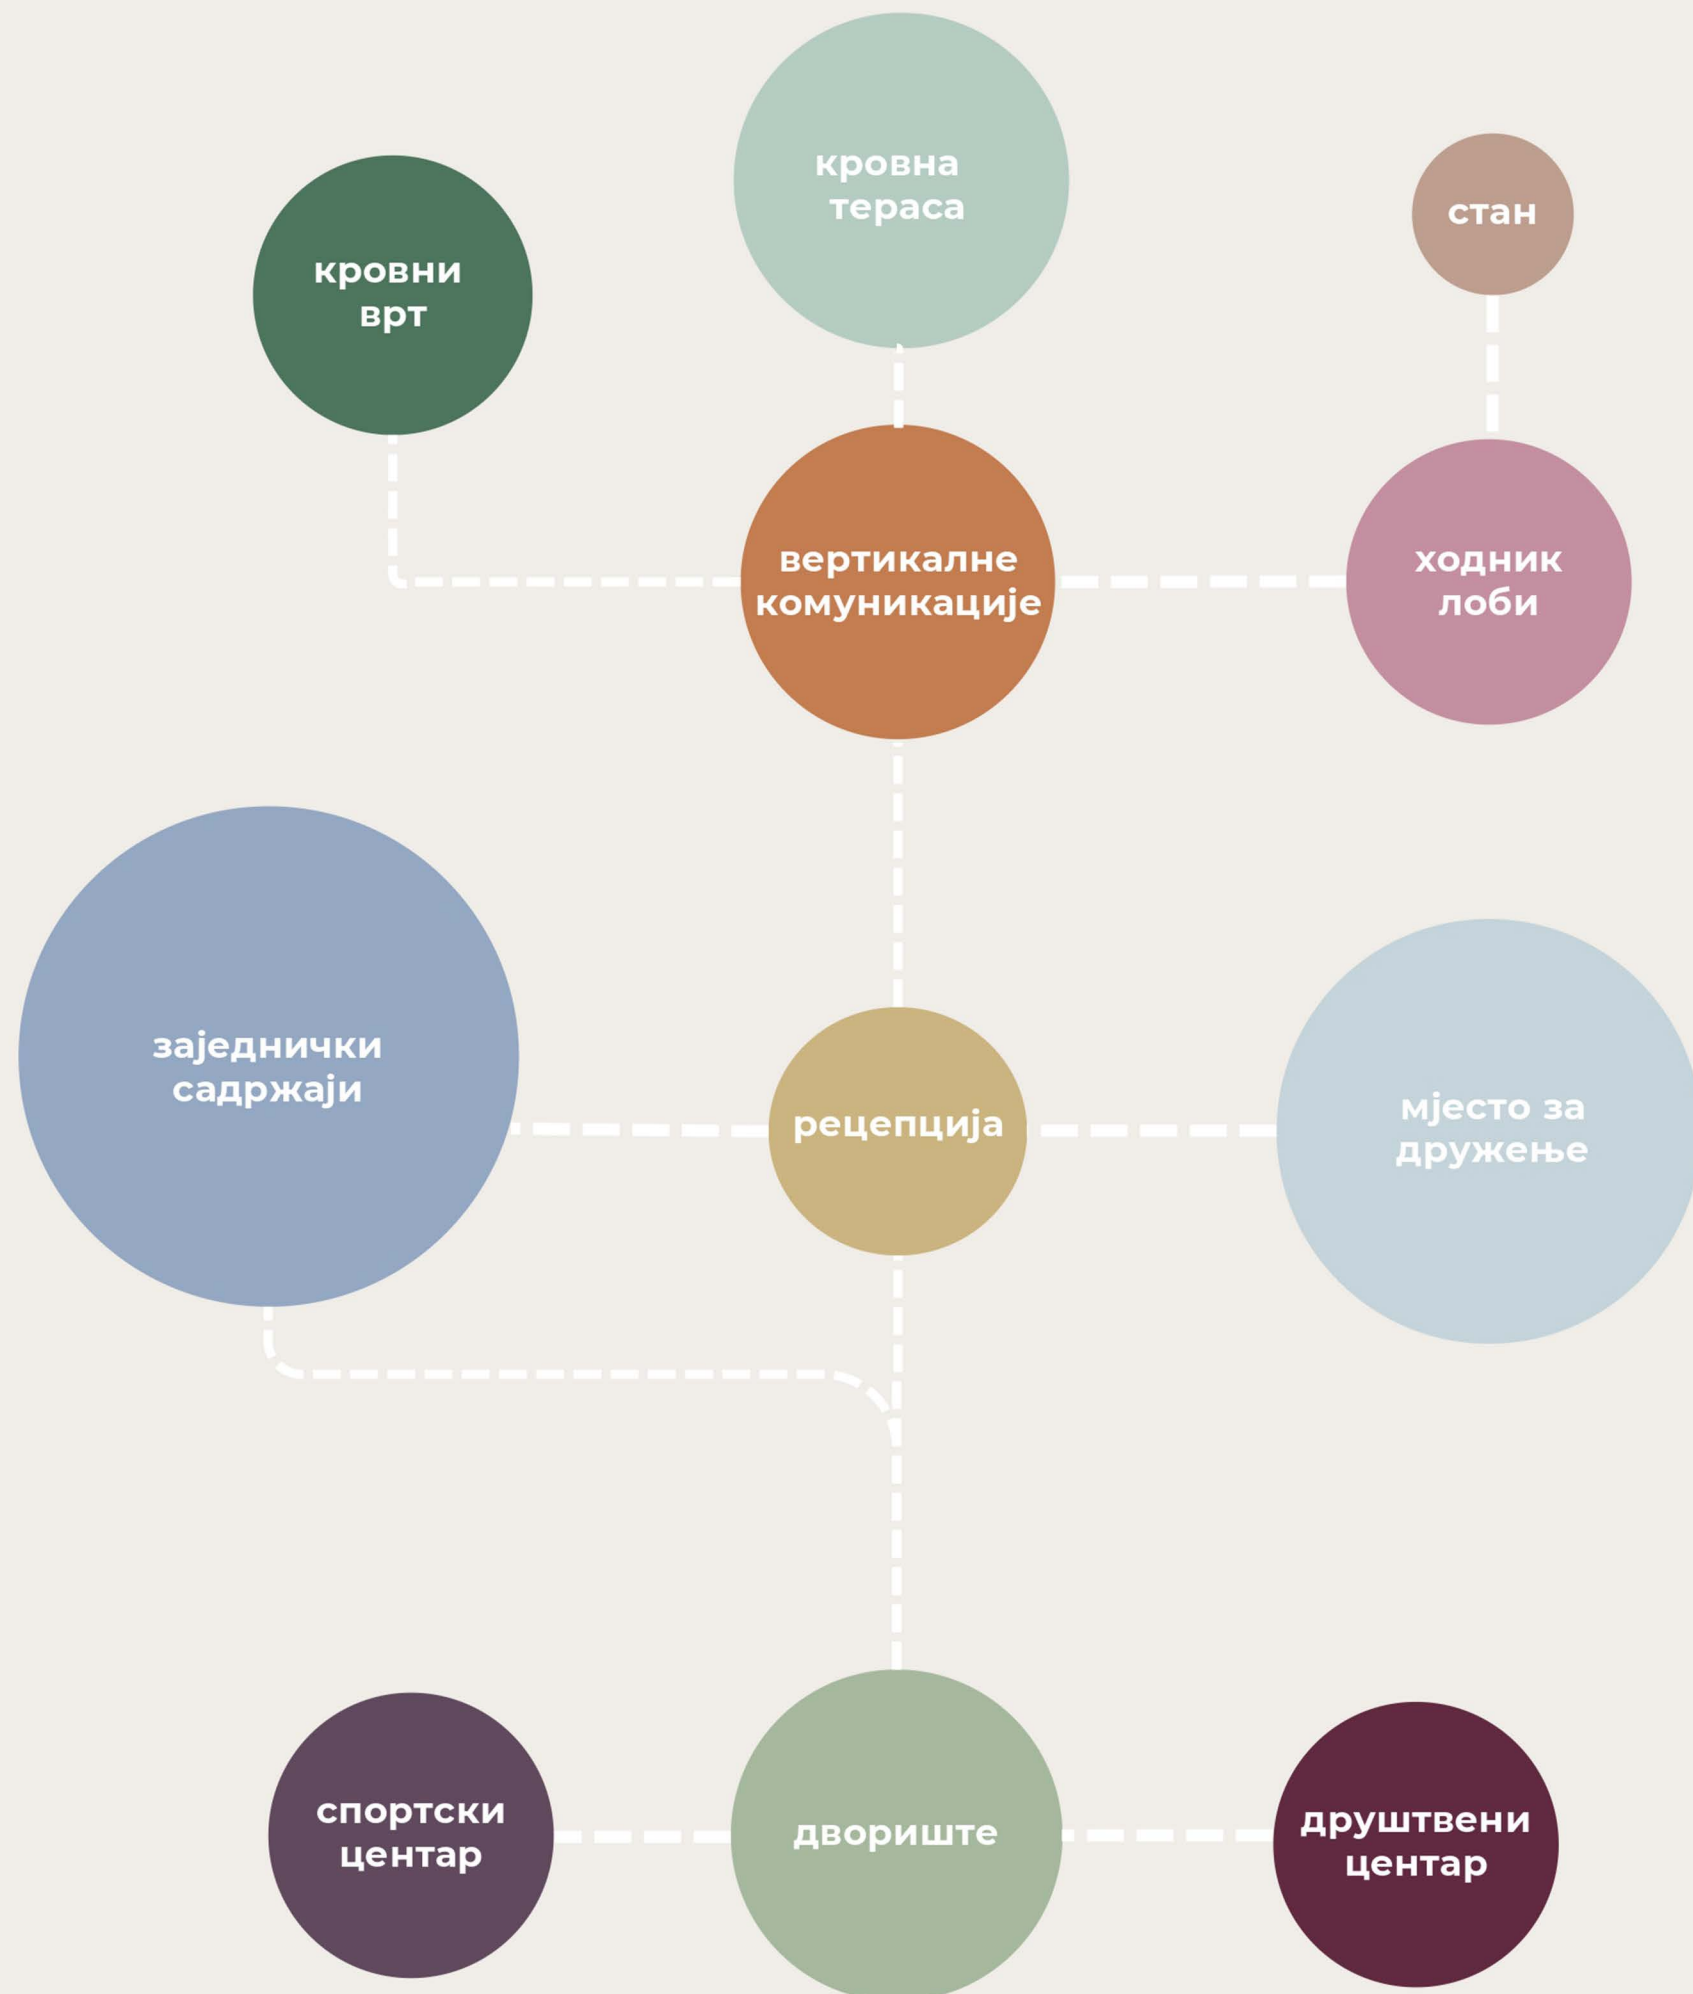 кровна
тераса
стан
кровни
врт
вертикалне
комуникације
ходник
лоби
заједнички
садржаји
рецепција
мјесто за
дружење
спортски
центар
двориште
друштвени
центар